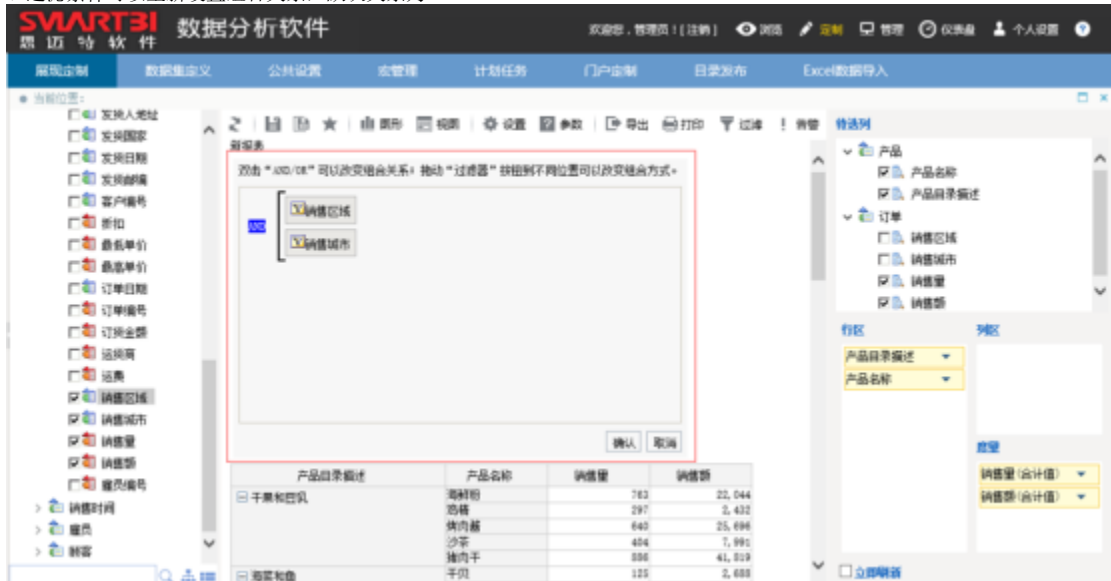 SMARTBI
思迈特软件 数据分析软件 欢迎您，管理员！[注销] 浏览 定制 管理 仪表盘 个人设置
展现定制 数据集定义 公共设置 宏管理 计划任务 门户定制 目录发布 Excel数据导入
当前位置：
发货人地址
发货国家
发货日期
发货邮编
客户编号
折扣
最低单价
最高单价
订单日期
订单编号
订货金额
运货商
运费
销售区域
销售城市
销售量
销售额
雇员编号
销售时间
雇员
顾客
图形 视图 设置 参数 导出 打印 过滤 告警
双击“AND/OR”可以改变组合关系；拖动“过滤器”按钮到不同位置可以改变组合方式。
AND
销售区域
销售城市
确认 取消
产品目录描述 产品名称 销售量 销售额
干果和豆乳 海鲜粉 763 22,044
鸡精 297 2,432
烤肉酱 640 25,696
沙茶 404 7,991
猪肉干 41,819
海菜和鱼 干贝 125 2,688
待选列
产品
产品名称
产品目录描述
订单
销售区域
销售城市
销售量
销售额
行区 列区
产品目录描述
产品名称
度量
销售量(合计值)
销售额(合计值)
立即刷新